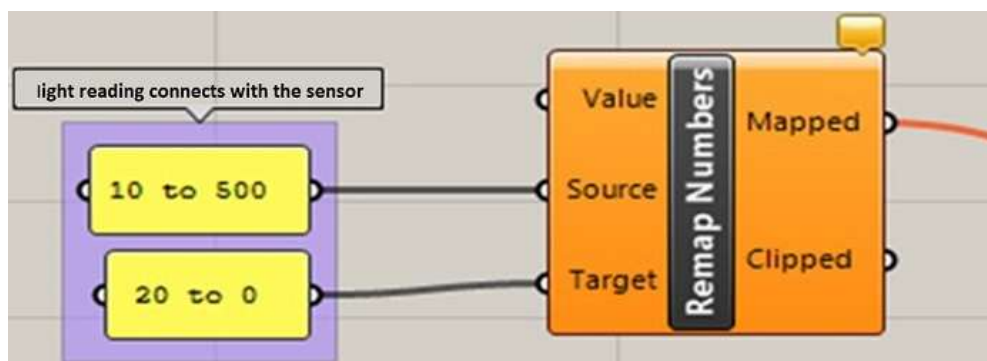 light reading connects with the sensor
10 to 500
20 to 0
Value
Source
Target
Remap Numbers
Mapped
Clipped